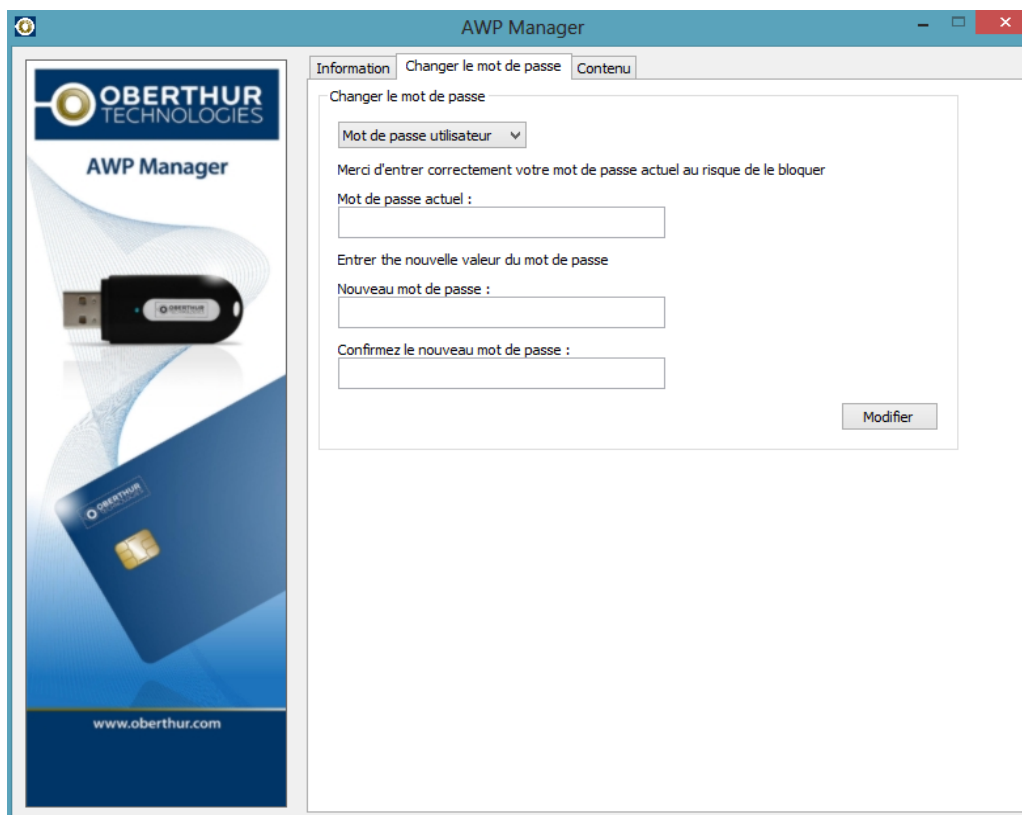 AWP Manager
OBERTHUR
TECHNOLOGIES
AWP Manager
OBERTHUR
TECHNOLOGIES
OBERTHUR
TECHNOLOGIES
www.oberthur.com
Information Changer le mot de passe Contenu
Changer le mot de passe
Mot de passe utilisateur
Merci d'entrer correctement votre mot de passe actuel au risque de le bloquer
Mot de passe actuel :
Entrer the nouvelle valeur du mot de passe
Nouveau mot de passe :
Confirmez le nouveau mot de passe :
Modifier